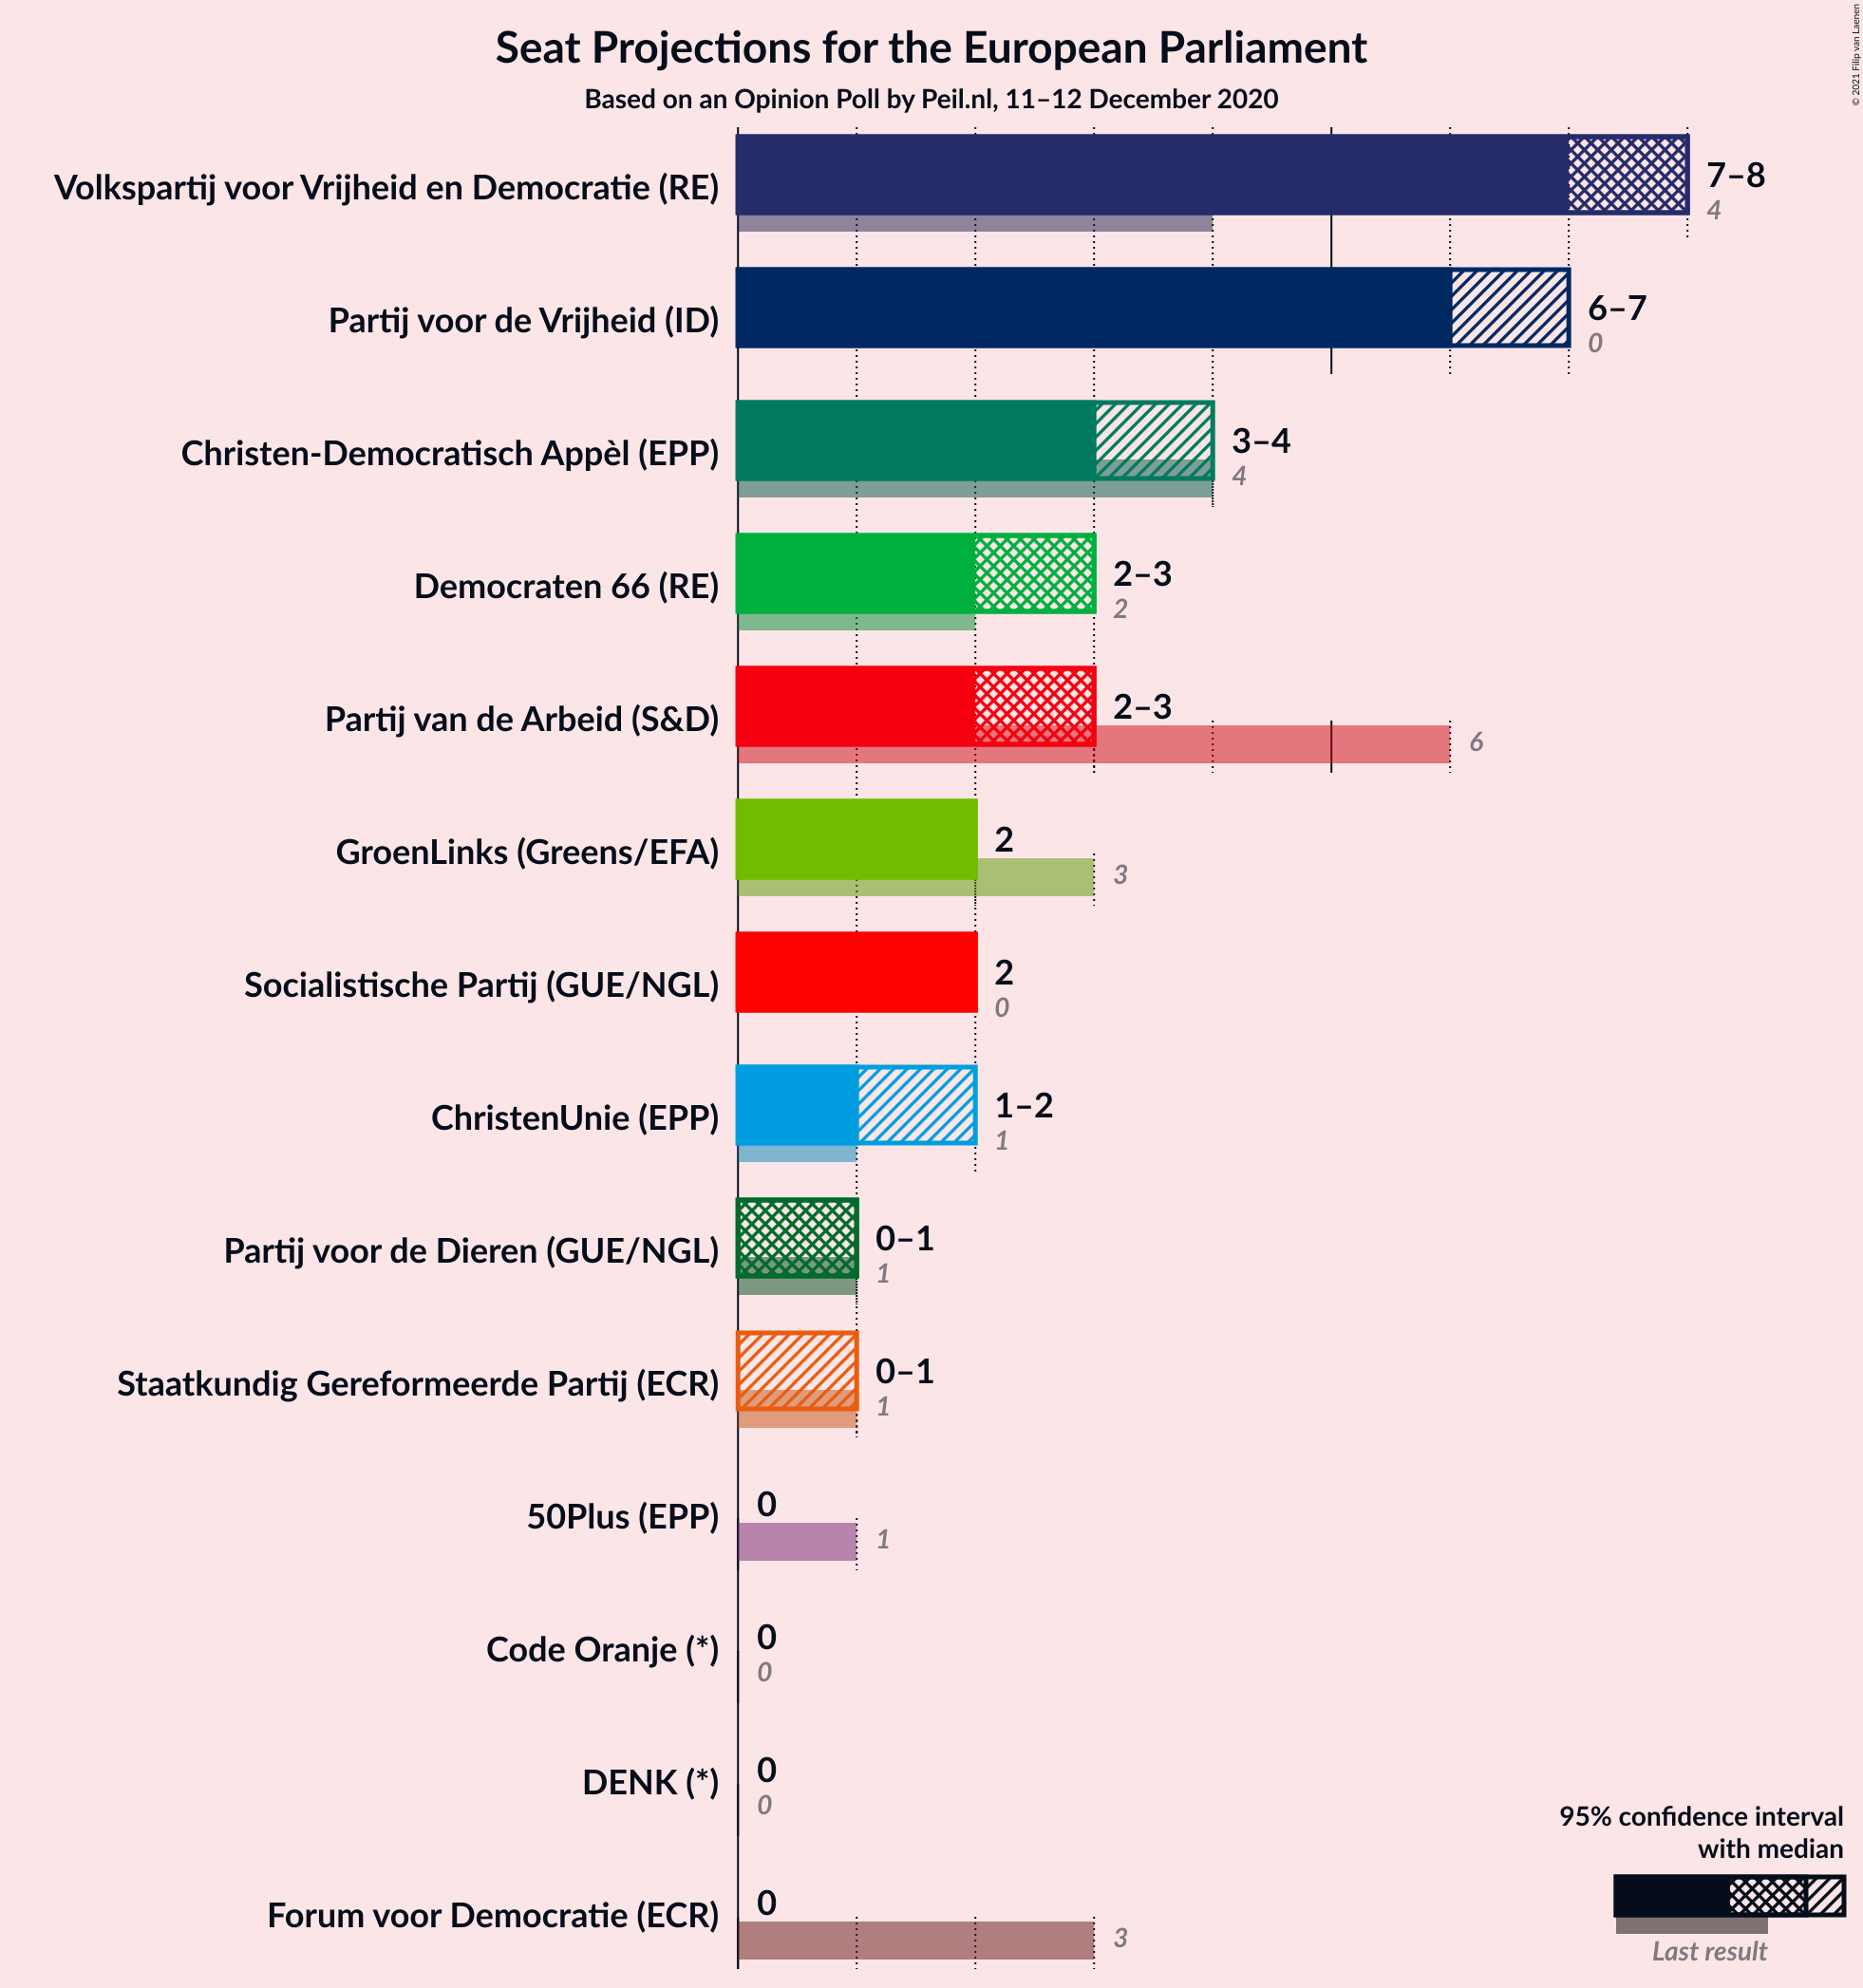 Seat Projections for the European Parliament
Based on an Opinion Poll by Peil.nl, 11–12 December 2020
© 2021 Filip van Laenen
Volkspartij voor Vrijheid en Democratie (RE)
7–8
4
Partij voor de Vrijheid (ID)
6–7
0
Christen-Democratisch Appèl (EPP)
3–4
4
Democraten 66 (RE)
2–3
2
Partij van de Arbeid (S&D)
2–3
6
GroenLinks (Greens/EFA)
2
3
Socialistische Partij (GUE/NGL)
2
0
ChristenUnie (EPP)
1–2
1
Partij voor de Dieren (GUE/NGL)
0–1
1
Staatkundig Gereformeerde Partij (ECR)
0–1
1
50Plus (EPP)
0
1
Code Oranje (*)
0
0
DENK (*)
0
0
Forum voor Democratie (ECR)
0
3
95% confidence interval
with median
Last result